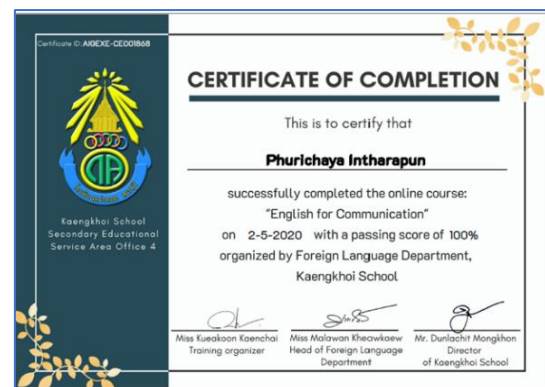 Certificate ID: AIGEXE-CE001868
CERTIFICATE OF COMPLETION
This is to certify that
Phurichaya Intharapun
successfully completed the online course:
"English for Communication"
on 2-5-2020 with a passing score of 100%
organized by Foreign Language Department,
Kaengkhoi School
Kaengkhoi School
Secondary Educational
Service Area Office 4
Miss Kueakoon Kaenchai
Training organizer
Miss Malawan Kheawkaew
Head of Foreign Language
Department
Mr. Dunlachit Mongkhon
Director
of Kaengkhoi School